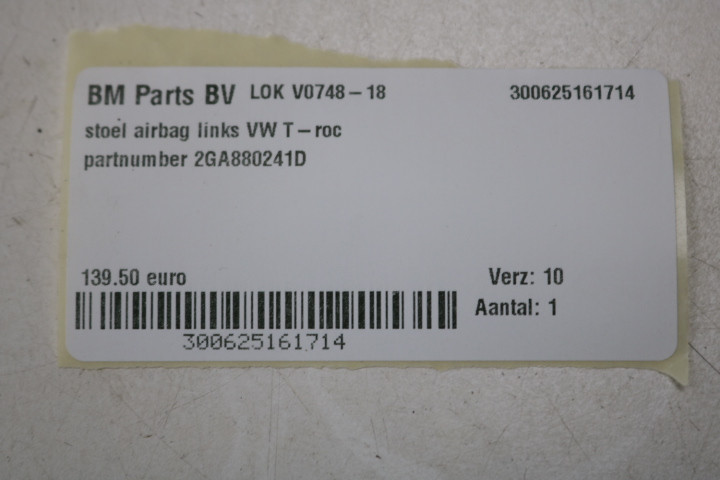 BM Parts BV LOK V0748-18 300625161714
stoel airbag links VW T-roc
partnumber 2GA880241D
139.50 euro Verz: 10
Aantal: 1
300625161714